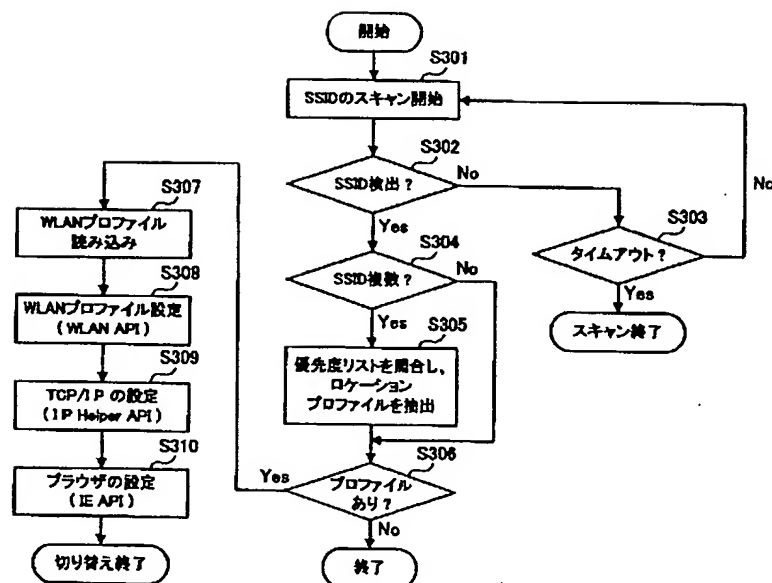 開始
S301
SSIDのスキャン開始
S302
SSID検出？
No
Yes
S303
タイムアウト？
No
Yes
スキャン終了
S304
SSID複数？
No
Yes
S305
優先度リストを照合し、
ロケーション
プロファイルを抽出
S306
プロファイル
あり？
Yes
No
終了
S307
WLANプロファイル
読み込み
S308
WLANプロファイル設定
(WLAN API)
S309
TCP/IP の設定
(IP Helper API)
S310
ブラウザの設定
(IE API)
切り替え終了